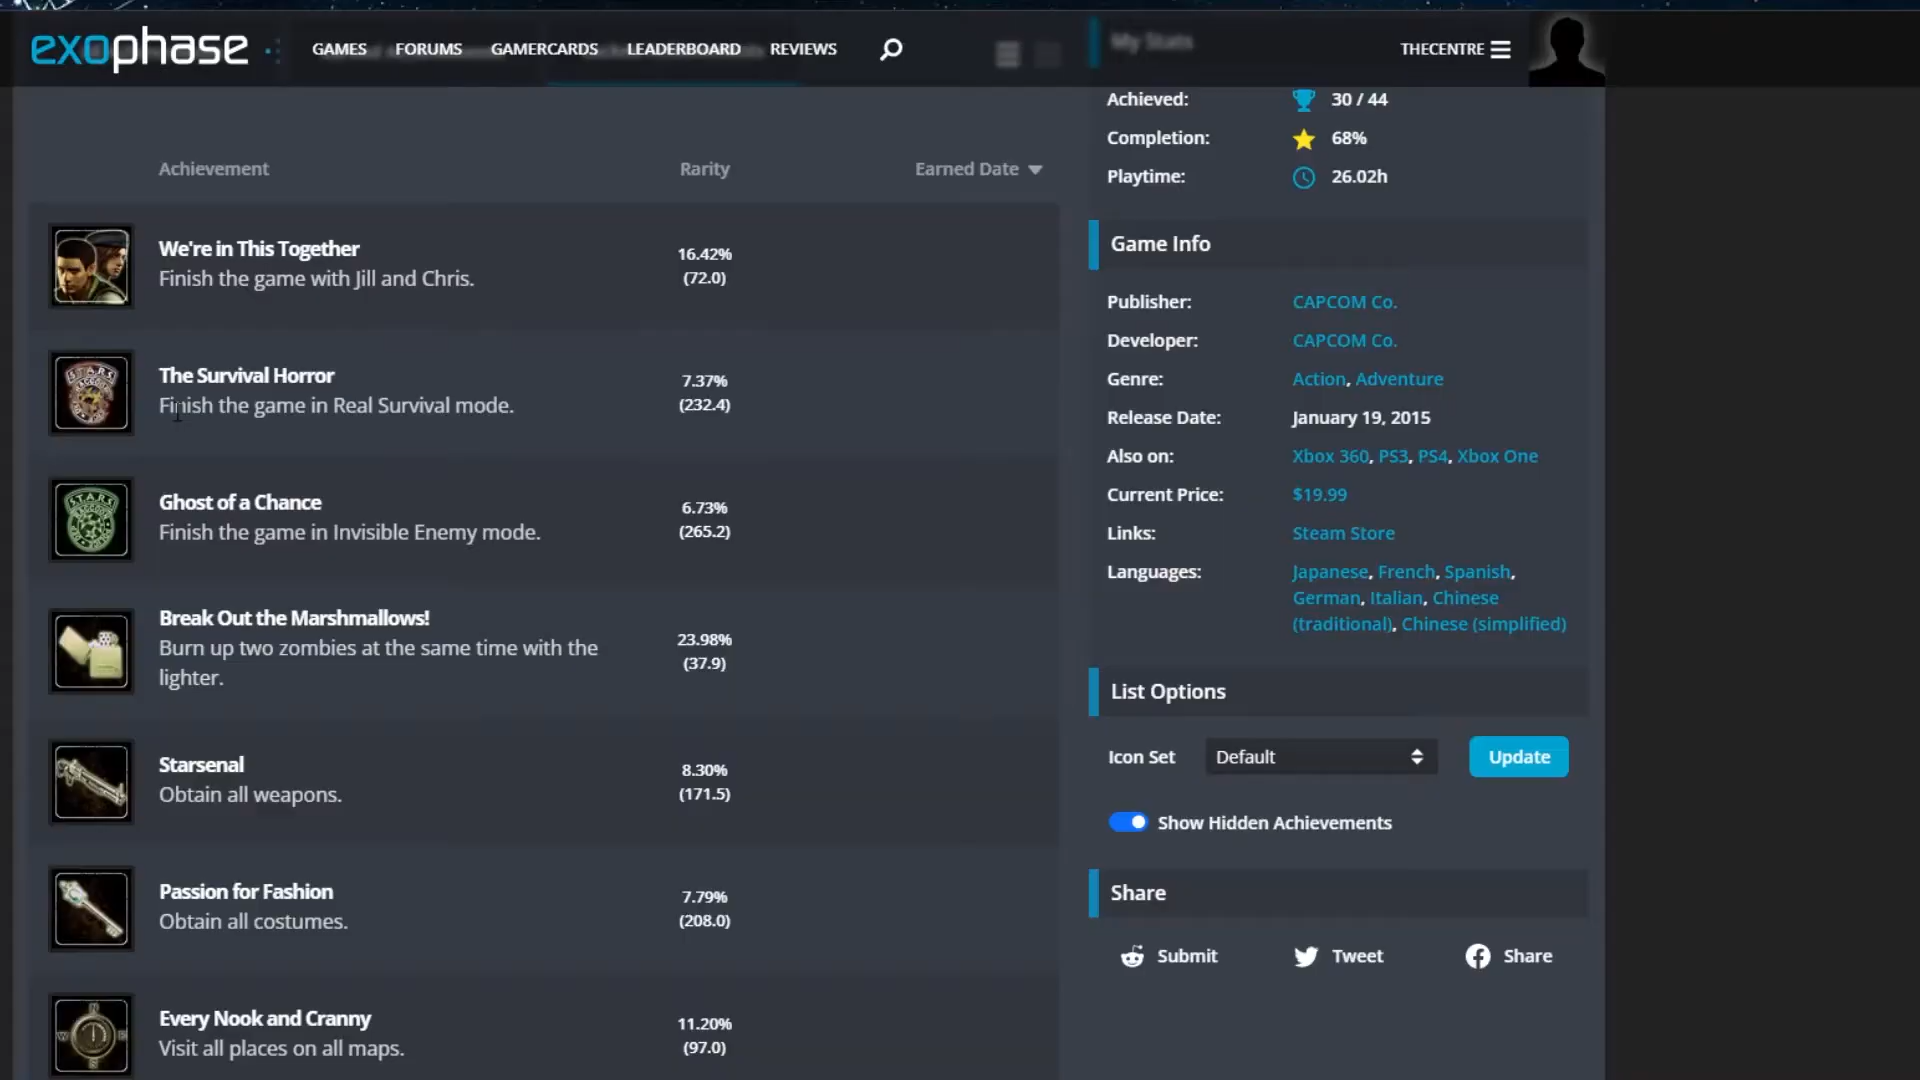 exophase
GAMES FORUMS GAMERCARDS LEADERBOARD REVIEWS
THECENTRE
My Stats
Achieved: 30 / 44
Completion: 68%
Playtime: 26.02h
Achievement Rarity Earned Date
We're in This Together
Finish the game with Jill and Chris.
16.42%
(72.0)
The Survival Horror
Finish the game in Real Survival mode.
7.37%
(232.4)
Ghost of a Chance
Finish the game in Invisible Enemy mode.
6.73%
(265.2)
Break Out the Marshmallows!
Burn up two zombies at the same time with the
lighter.
23.98%
(37.9)
Starsenal
Obtain all weapons.
8.30%
(171.5)
Passion for Fashion
Obtain all costumes.
7.79%
(208.0)
Every Nook and Cranny
Visit all places on all maps.
11.20%
(97.0)
Game Info
Publisher: CAPCOM Co.
Developer: CAPCOM Co.
Genre: Action, Adventure
Release Date: January 19, 2015
Also on: Xbox 360, PS3, PS4, Xbox One
Current Price: $19.99
Links: Steam Store
Languages: Japanese, French, Spanish,
German, Italian, Chinese
(traditional), Chinese (simplified)
List Options
Icon Set Default Update
Show Hidden Achievements
Share
Submit Tweet Share